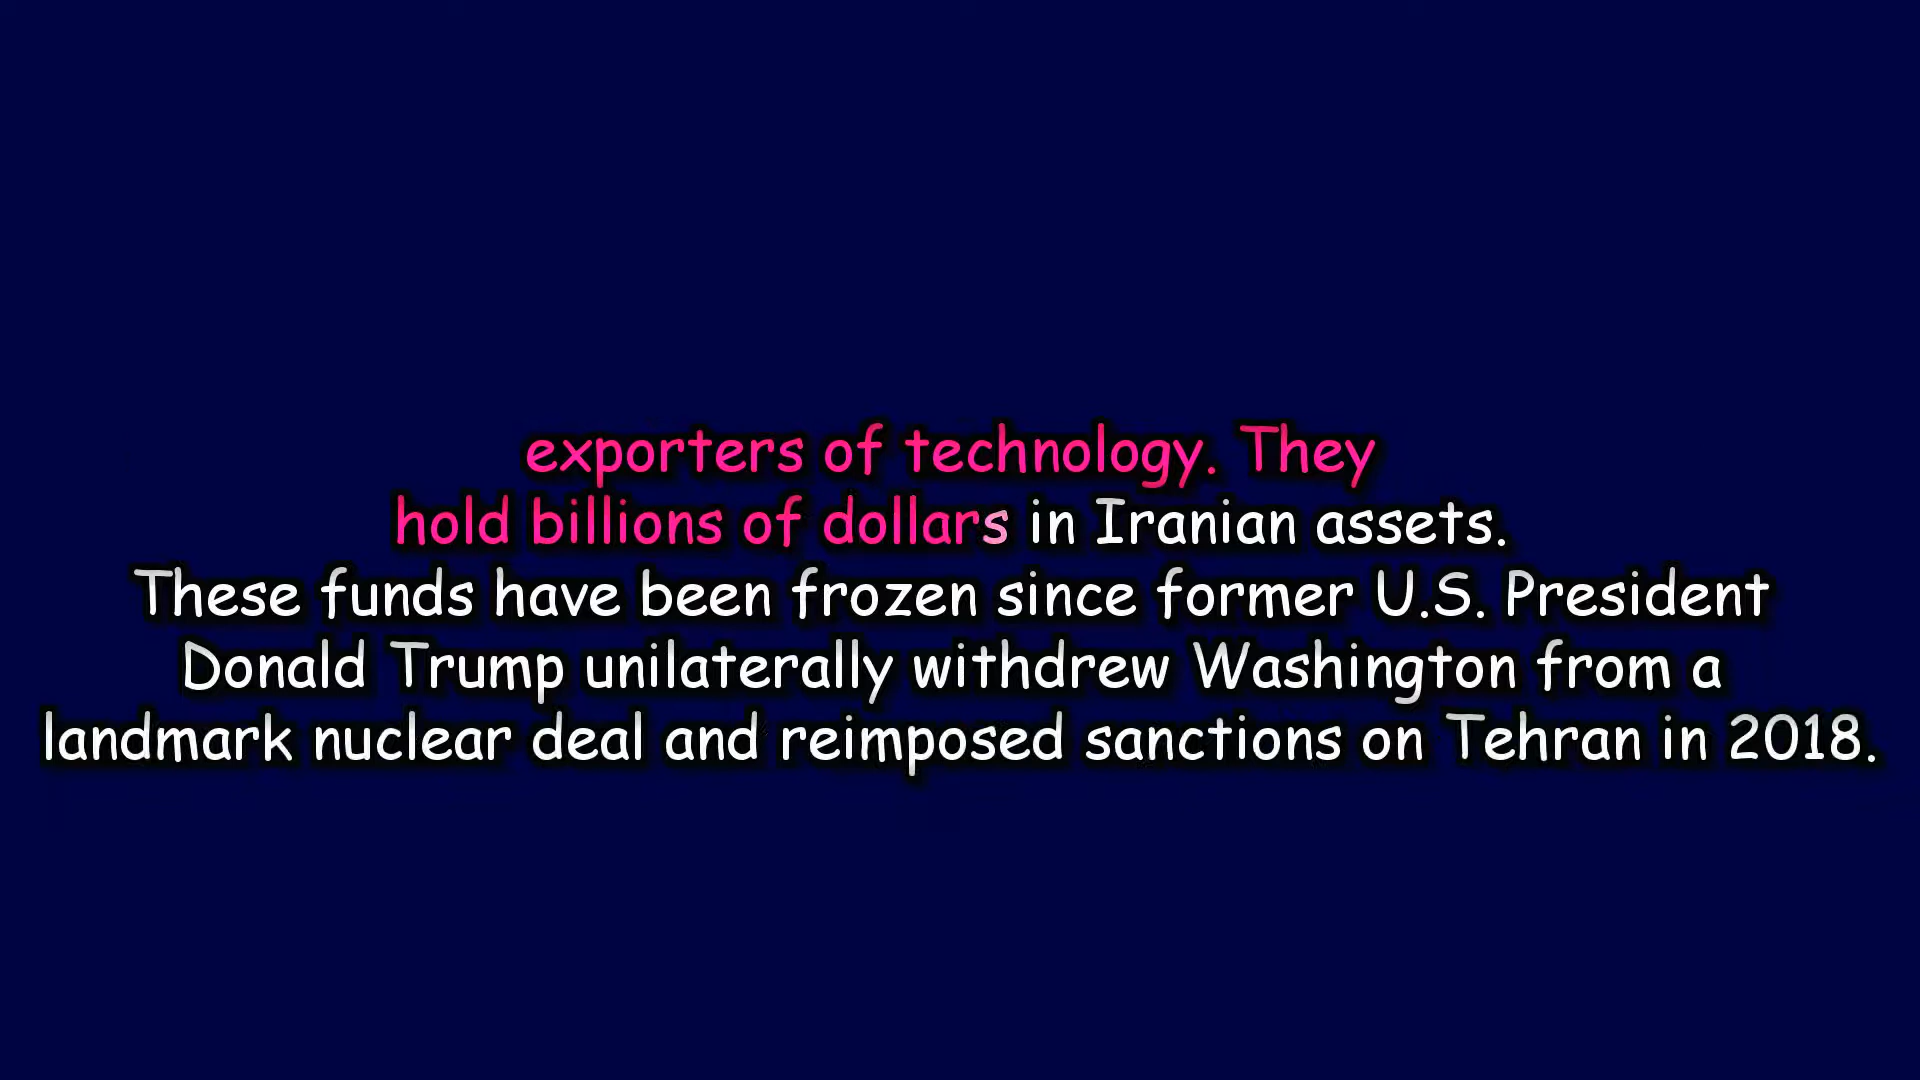 exporters of technology. They
hold billions of dollars in Iranian assets.
These funds have been frozen since former U.S. President
Donald Trump unilaterally withdrew Washington from a
landmark nuclear deal and reimposed sanctions on Tehran in 2018.